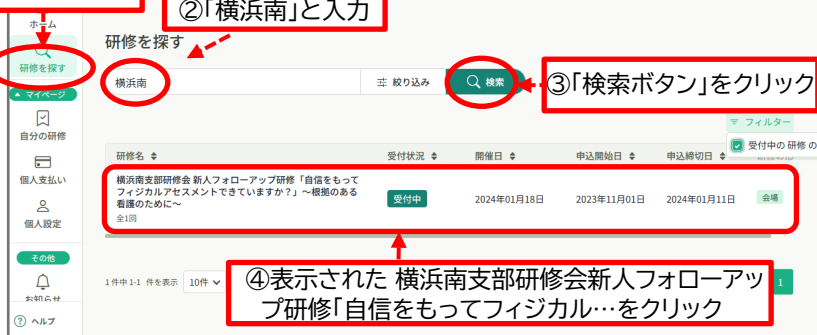 ホーム
②「横浜南」と入力
研修を探す
研修を探す
横浜南
絞り込み
検索
③「検索ボタン」をクリック
マイページ
自分の研修
フィルター
受付中の 研修 の
研修名
受付状況
開催日
申込開始日
申込締切日
個人支払い
横浜南支部研修会 新人フォローアップ研修「自信をもって
フィジカルアセスメントできていますか？」～根拠のある
看護のために～
全1回
受付中
2024年01月18日
2023年11月01日
2024年01月11日
会場
個人設定
その他
お知らせ
1 件中 1-1 件を表示
10件
④表示された 横浜南支部研修会新人フォローアッ
プ研修「自信をもってフィジカル…をクリック
1
ヘルプ